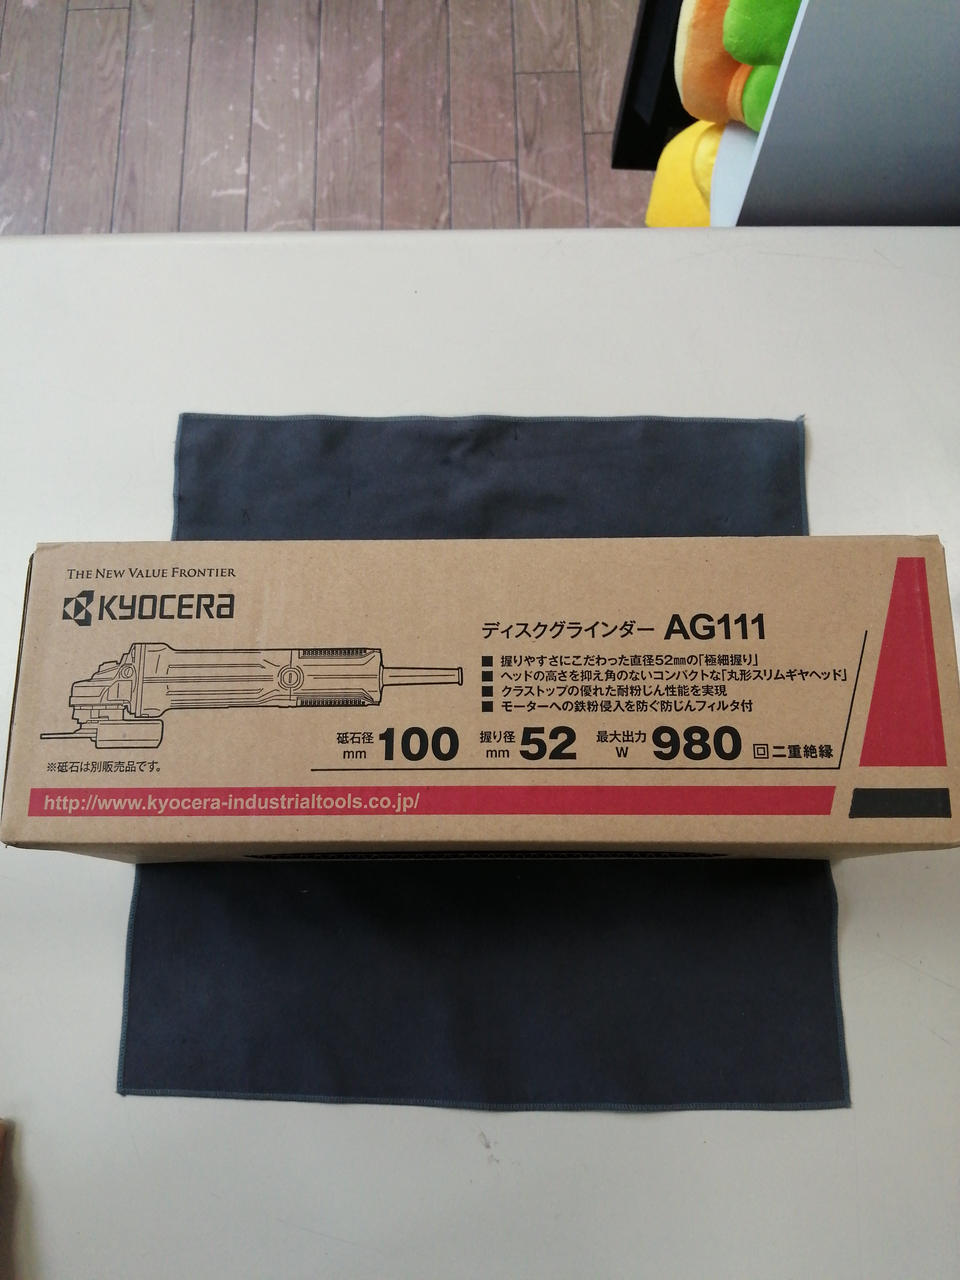 THE NEW VALUE FRONTIER
KYOCERA
ディスクグラインダー AG111
■ 握りやすさにこだわった直径52mmの「極細握り」
■ ヘッドの高さを抑え角のないコンパクトな「丸形スリムギヤヘッド」
■ クラストップの優れた耐粉じん性能を実現
■ モーターへの鉄粉侵入を防ぐ防じんフィルタ付
砥石径 mm 100 握り径 mm 52 最大出力 W 980 回 二重絶縁
※砥石は別販売品です。
http://www.kyocera-industrialtools.co.jp/